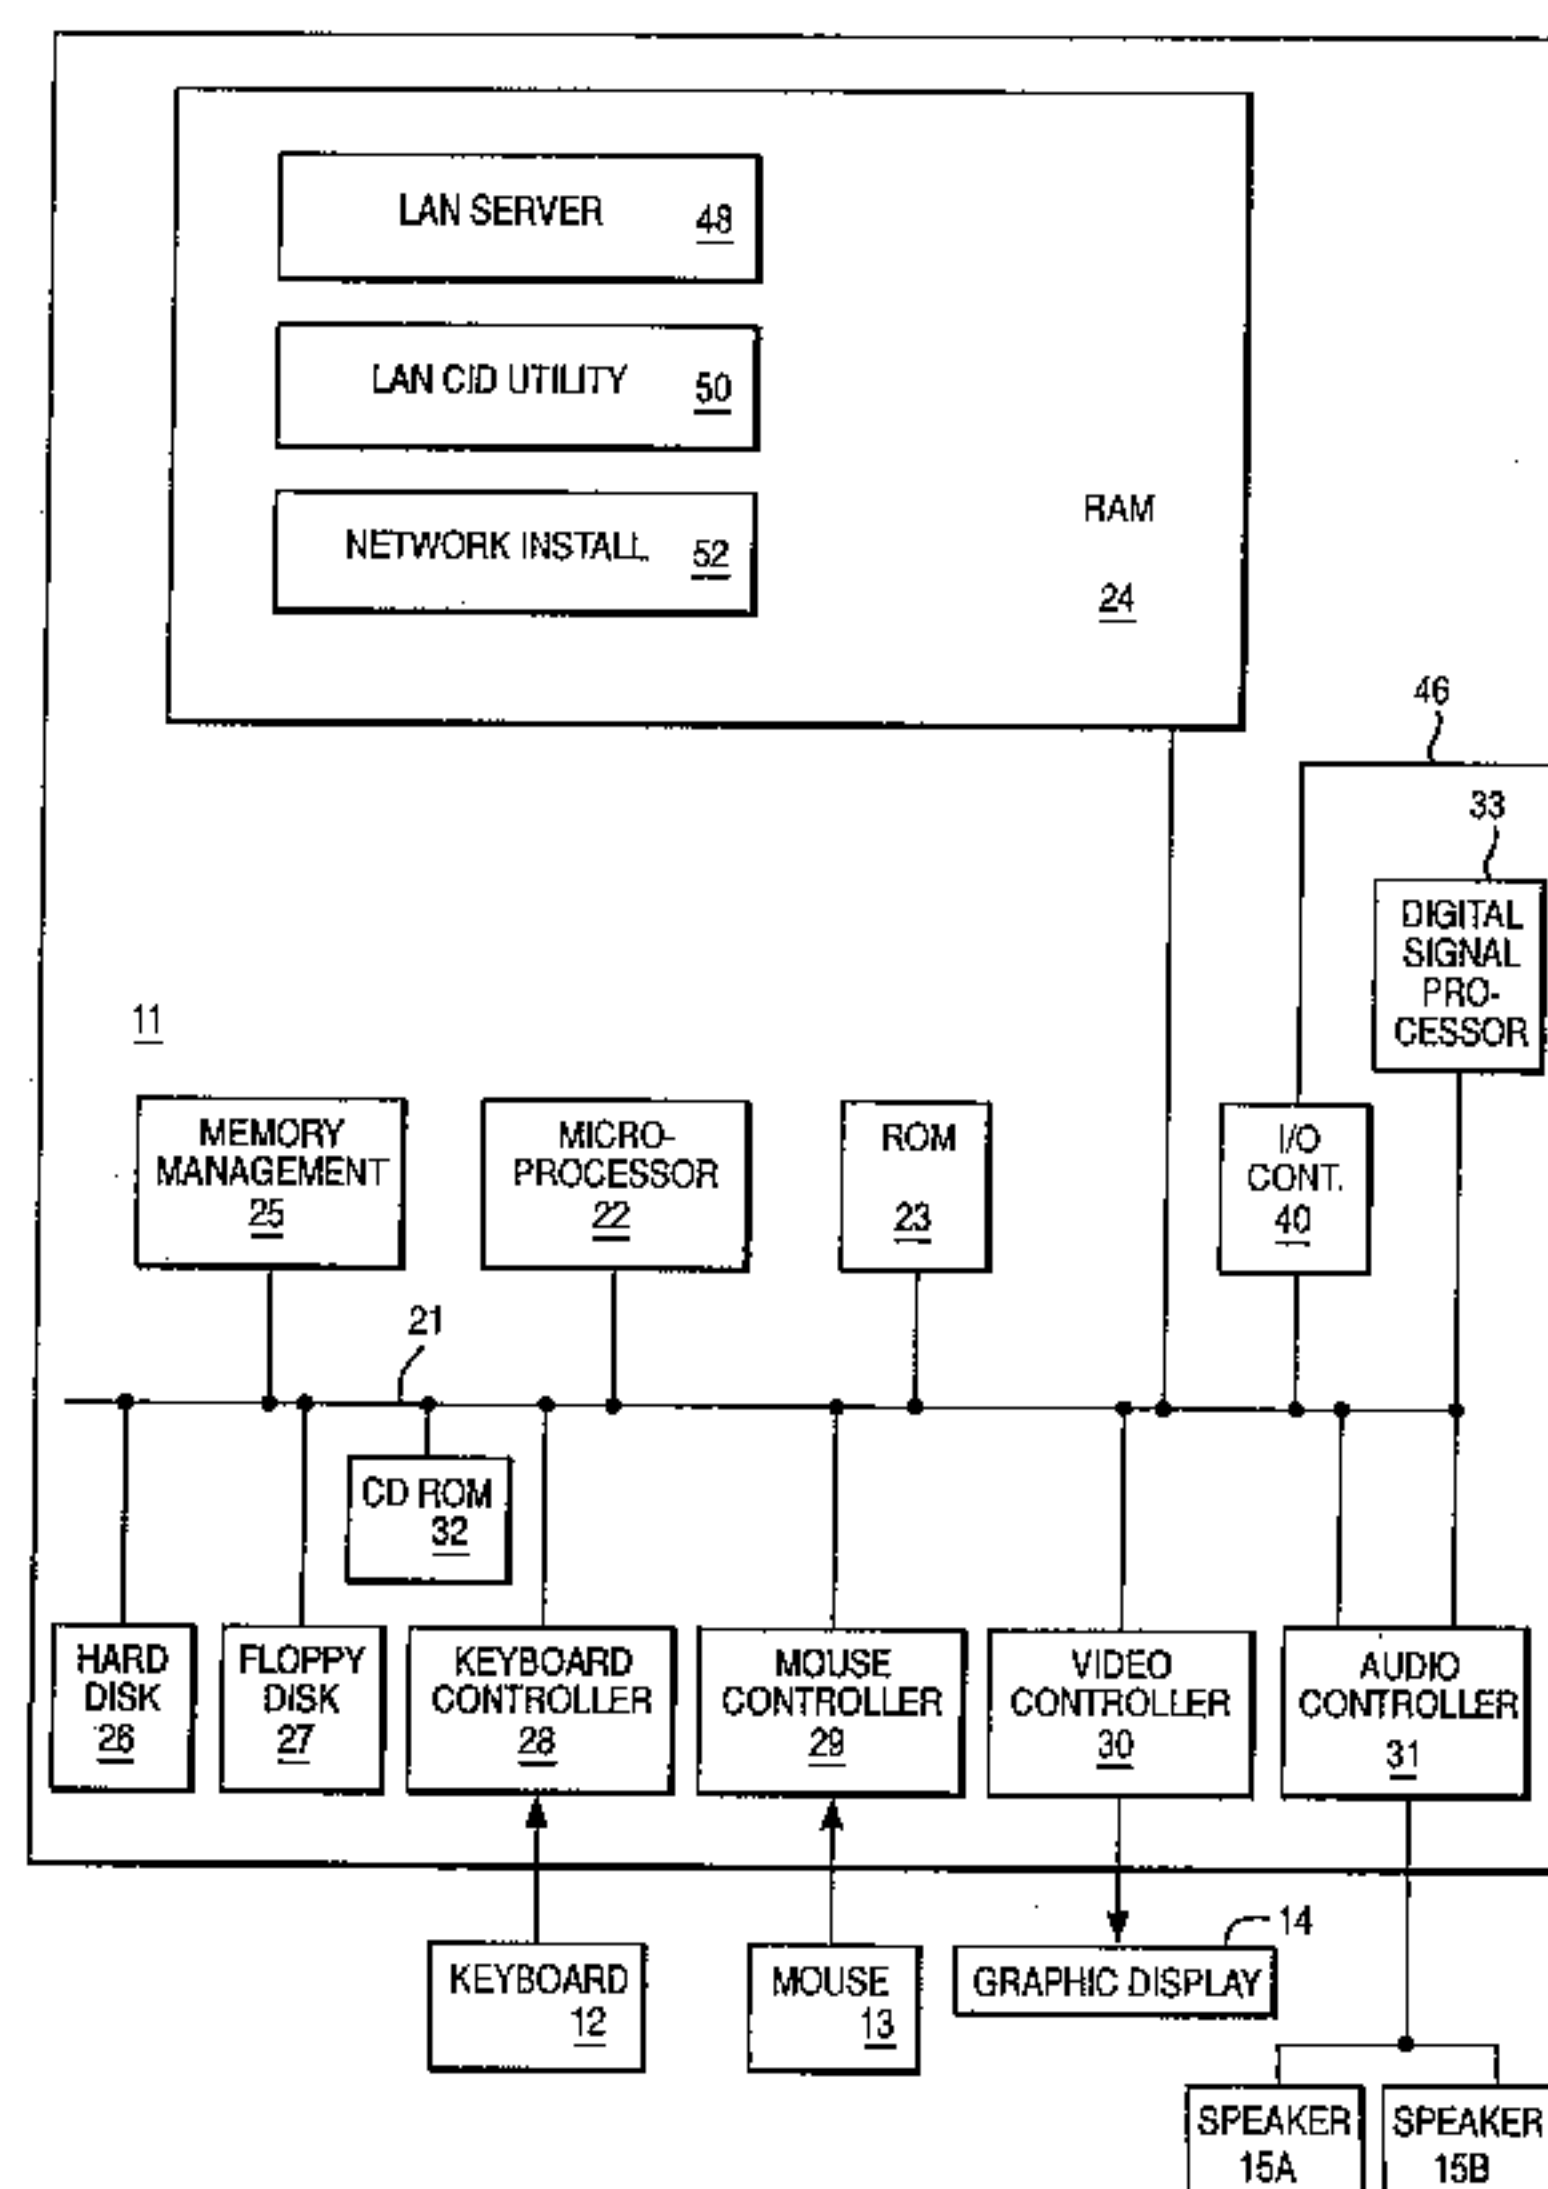 LAN SERVER 48
LAN CID UTILITY 50
NETWORK INSTALL 52
RAM
24
46
33
DIGITAL
SIGNAL
PRO-
CESSOR
11
MEMORY
MANAGEMENT
25
MICRO-
PROCESSOR
22
ROM
23
I/O
CONT.
40
21
CD ROM
32
HARD
DISK
26
FLOPPY
DISK
27
KEYBOARD
CONTROLLER
28
MOUSE
CONTROLLER
29
VIDEO
CONTROLLER
30
AUDIO
CONTROLLER
31
KEYBOARD
12
MOUSE
13
14
GRAPHIC DISPLAY
SPEAKER
15A
SPEAKER
15B